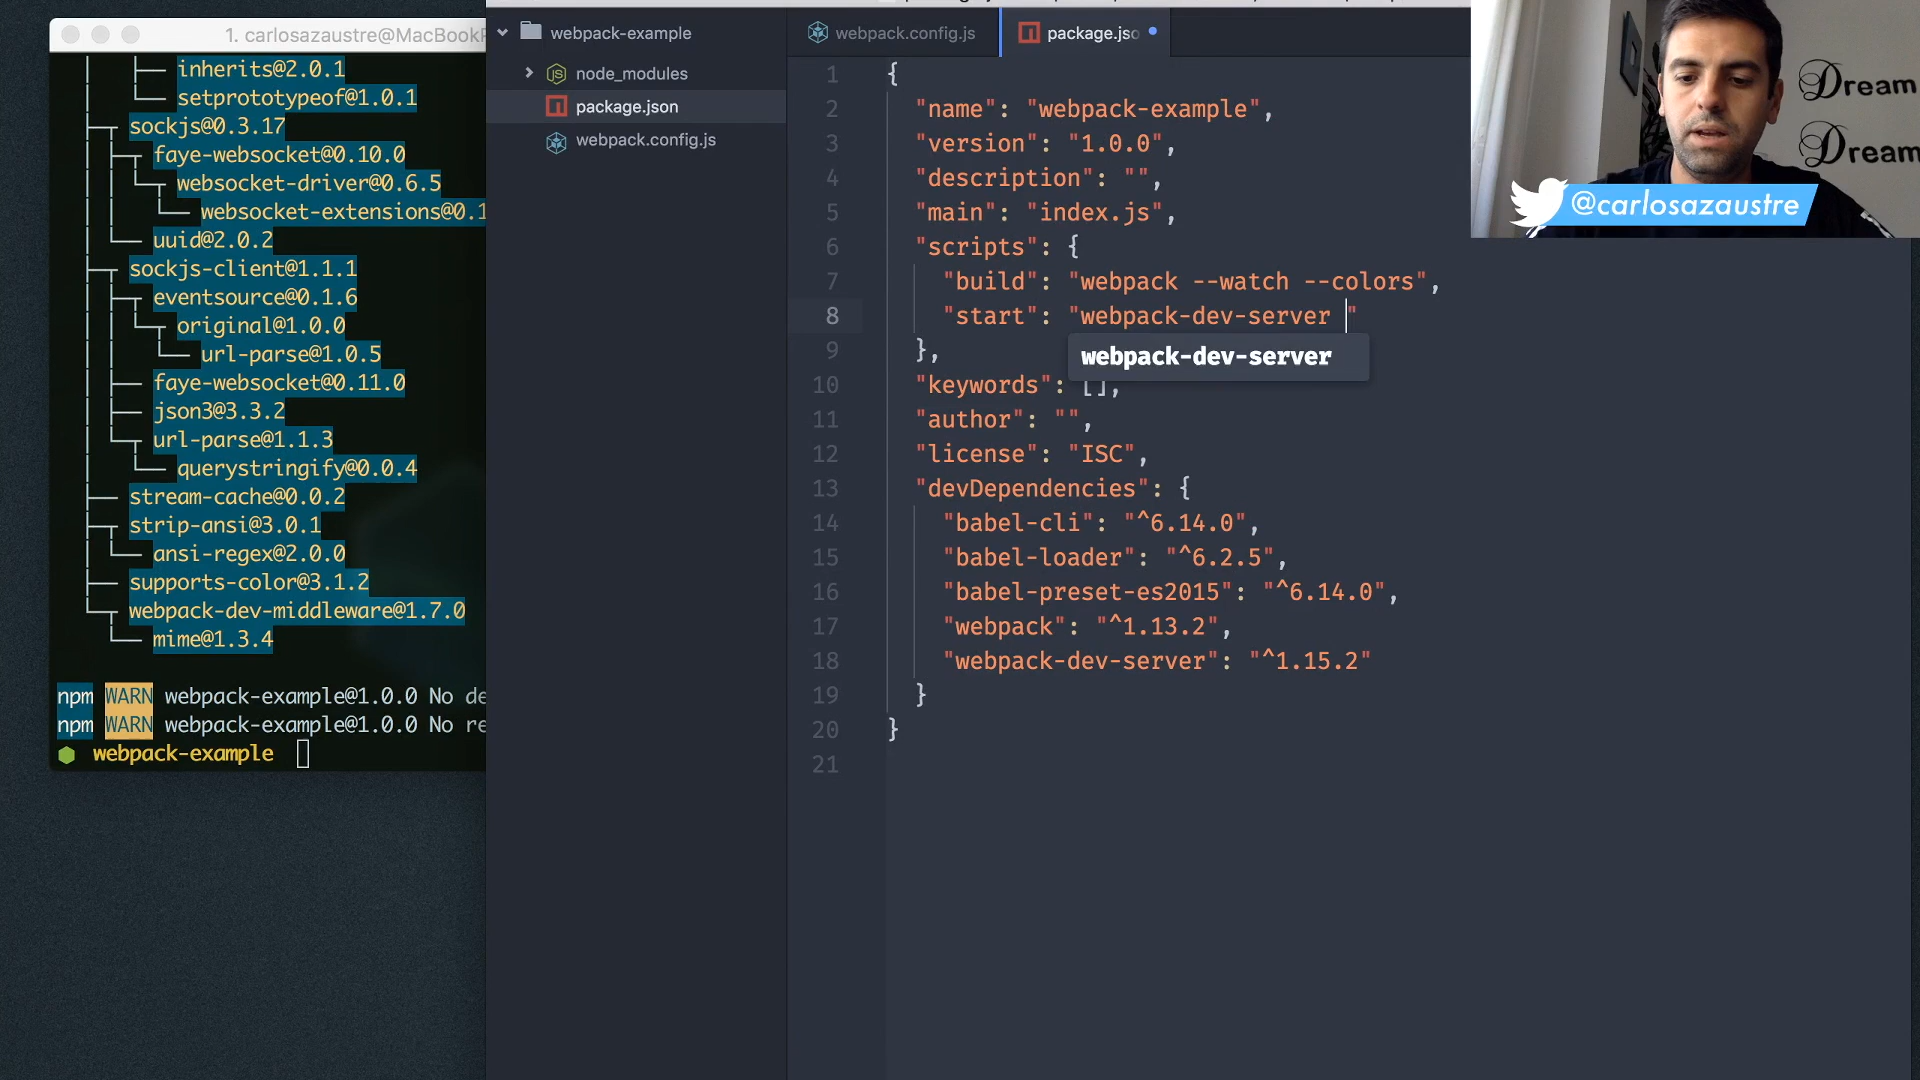 1. carlosazaustre@MacBook
inherits@2.0.1
setprototypeof@1.0.1
sockjs@0.3.17
faye-websocket@0.10.0
websocket-driver@0.6.5
websocket-extensions@0.1
uuid@2.0.2
sockjs-client@1.1.1
eventsource@0.1.6
original@1.0.0
url-parse@1.0.5
faye-websocket@0.11.0
json3@3.3.2
url-parse@1.1.3
querystringify@0.0.4
stream-cache@0.0.2
strip-ansi@3.0.1
ansi-regex@2.0.0
supports-color@3.1.2
webpack-dev-middleware@1.7.0
mime@1.3.4
npm WARN webpack-example@1.0.0 No de
npm WARN webpack-example@1.0.0 No re
webpack-example
webpack-example
node_modules
package.json
webpack.config.js
webpack.config.js
package.jso
1 {
2 "name": "webpack-example",
3 "version": "1.0.0",
4 "description": "",
5 "main": "index.js",
6 "scripts": {
7 "build": "webpack --watch --colors",
8 "start": "webpack-dev-server "
webpack-dev-server
9 },
10 "keywords": [],
11 "author": "",
12 "license": "ISC",
13 "devDependencies": {
14 "babel-cli": "^6.14.0",
15 "babel-loader": "^6.2.5",
16 "babel-preset-es2015": "^6.14.0",
17 "webpack": "^1.13.2",
18 "webpack-dev-server": "^1.15.2"
19 }
20 }
21
Dream
Dream
@carlosazaustre